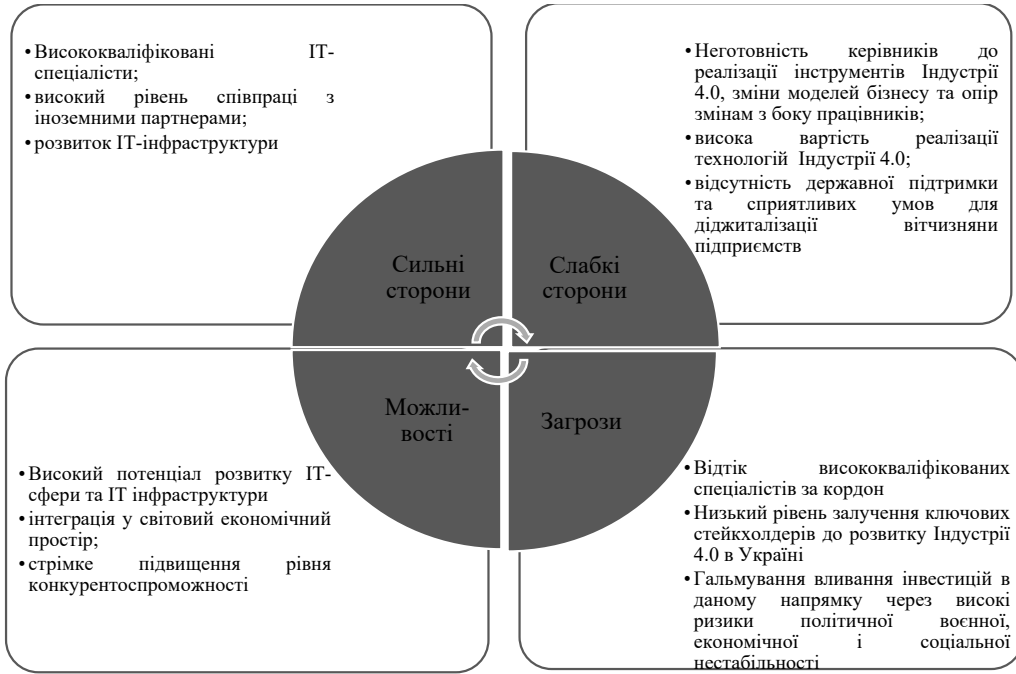 •Висококваліфіковані ІТ-
спеціалісти;
•високий рівень співпраці з
іноземними партнерами;
•розвиток ІТ-інфраструктури
•Неготовність керівників до
реалізації інструментів Індустрії
4.0, зміни моделей бізнесу та опір
змінам з боку працівників;
•висока вартість реалізації
технологій Індустрії 4.0;
•відсутність державної підтримки
та сприятливих умов для
діджиталізації вітчизняни
підприємств
Сильні
сторони
Слабкі
сторони
Можли-
вості
Загрози
•Високий потенціал розвитку ІТ-
сфери та ІТ інфраструктури
•інтеграція у світовий економічний
простір;
•стрімке підвищення рівня
конкурентоспроможності
•Відтік висококваліфікованих
спеціалістів за кордон
•Низький рівень залучення ключових
стейкхолдерів до розвитку Індустрії
4.0 в Україні
•Гальмування вливання інвестицій в
даному напрямку через високі
ризики політичної воєнної,
економічної і соціальної
нестабільності